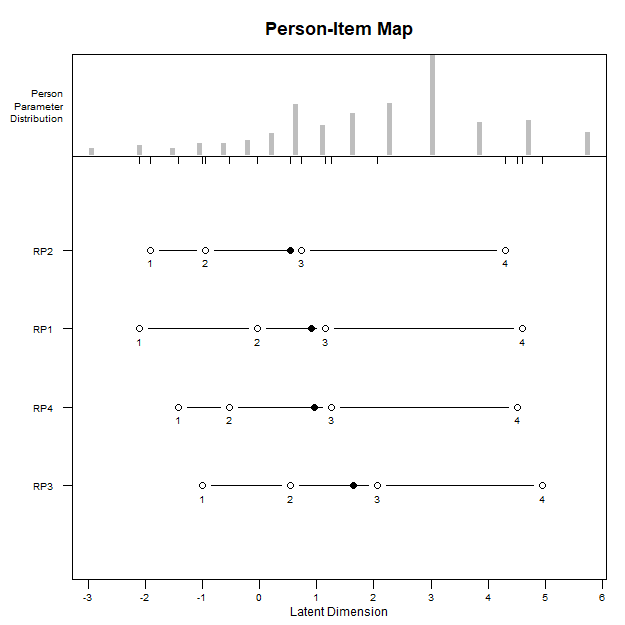 Person-Item Map
Person
Parameter
Distribution
RP2
1 2 3 4
RP1
1 2 3 4
RP4
1 2 3 4
RP3
1 2 3 4
-3 -2 -1 0 1 2 3 4 5 6
Latent Dimension